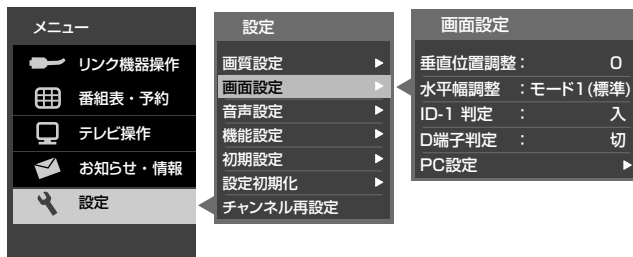 メニュー
リンク機器操作
番組表・予約
テレビ操作
お知らせ・情報
設定
設定
画質設定
画面設定
音声設定
機能設定
初期設定
設定初期化
チャンネル再設定
画面設定
垂直位置調整： 0
水平幅調整 ：モード1(標準)
ID-1 判定 ： 入
D端子判定 ： 切
PC設定